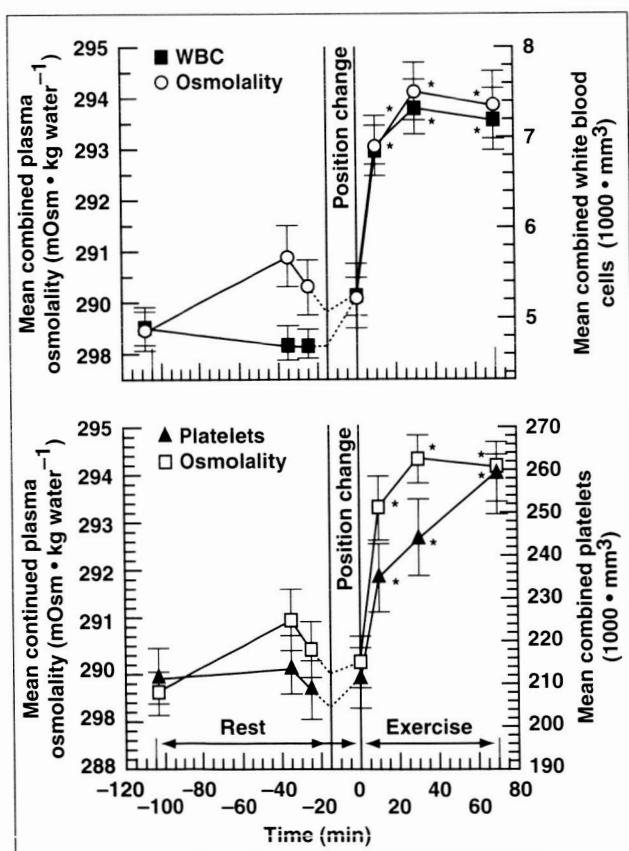 295
294
293
292
291
290
298
Mean combined plasma
osmolality (mOsm • kg water−1)
WBC
Osmolality
Position change
8
7
6
5
Mean combined white blood
cells (1000 • mm3)
295
294
293
292
291
290
298
288
Mean continued plasma
osmolality (mOsm • kg water−1)
Platelets
Osmolality
Position change
Rest
Exercise
270
260
250
240
230
220
210
200
190
Mean combined platelets
(1000 • mm3)
−120 −80 −40 0 40 80
−100 −60 −20 20 60
Time (min)